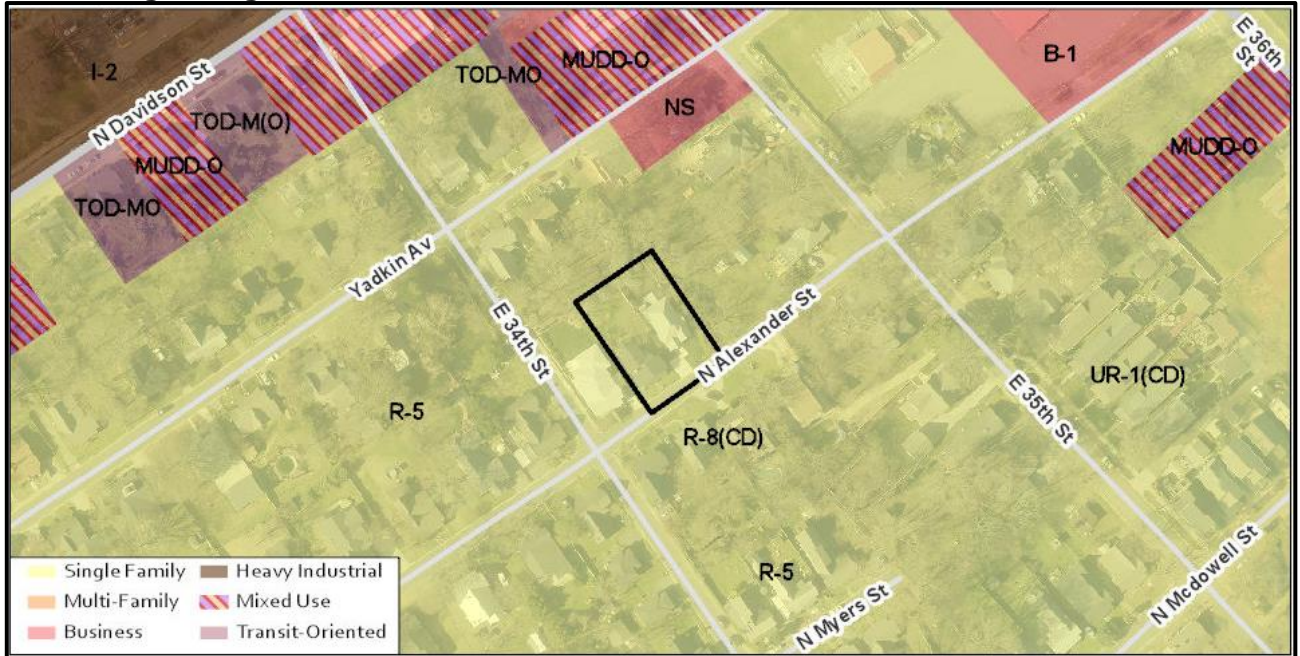 I-2
N Davidson St
TOD-MO
MUDD-O
TOD-M(O)
MUDD-O
TOD-MO
NS
B-1
E 36th
St
MUDD-O
Yadkin Av
E 34th St
N Alexander St
R-5
R-8(CD)
UR-1(CD)
E 35th St
R-5
N Myers St
N Mcdowell St
Single Family
Multi-Family
Business
Heavy Industrial
Mixed Use
Transit-Oriented